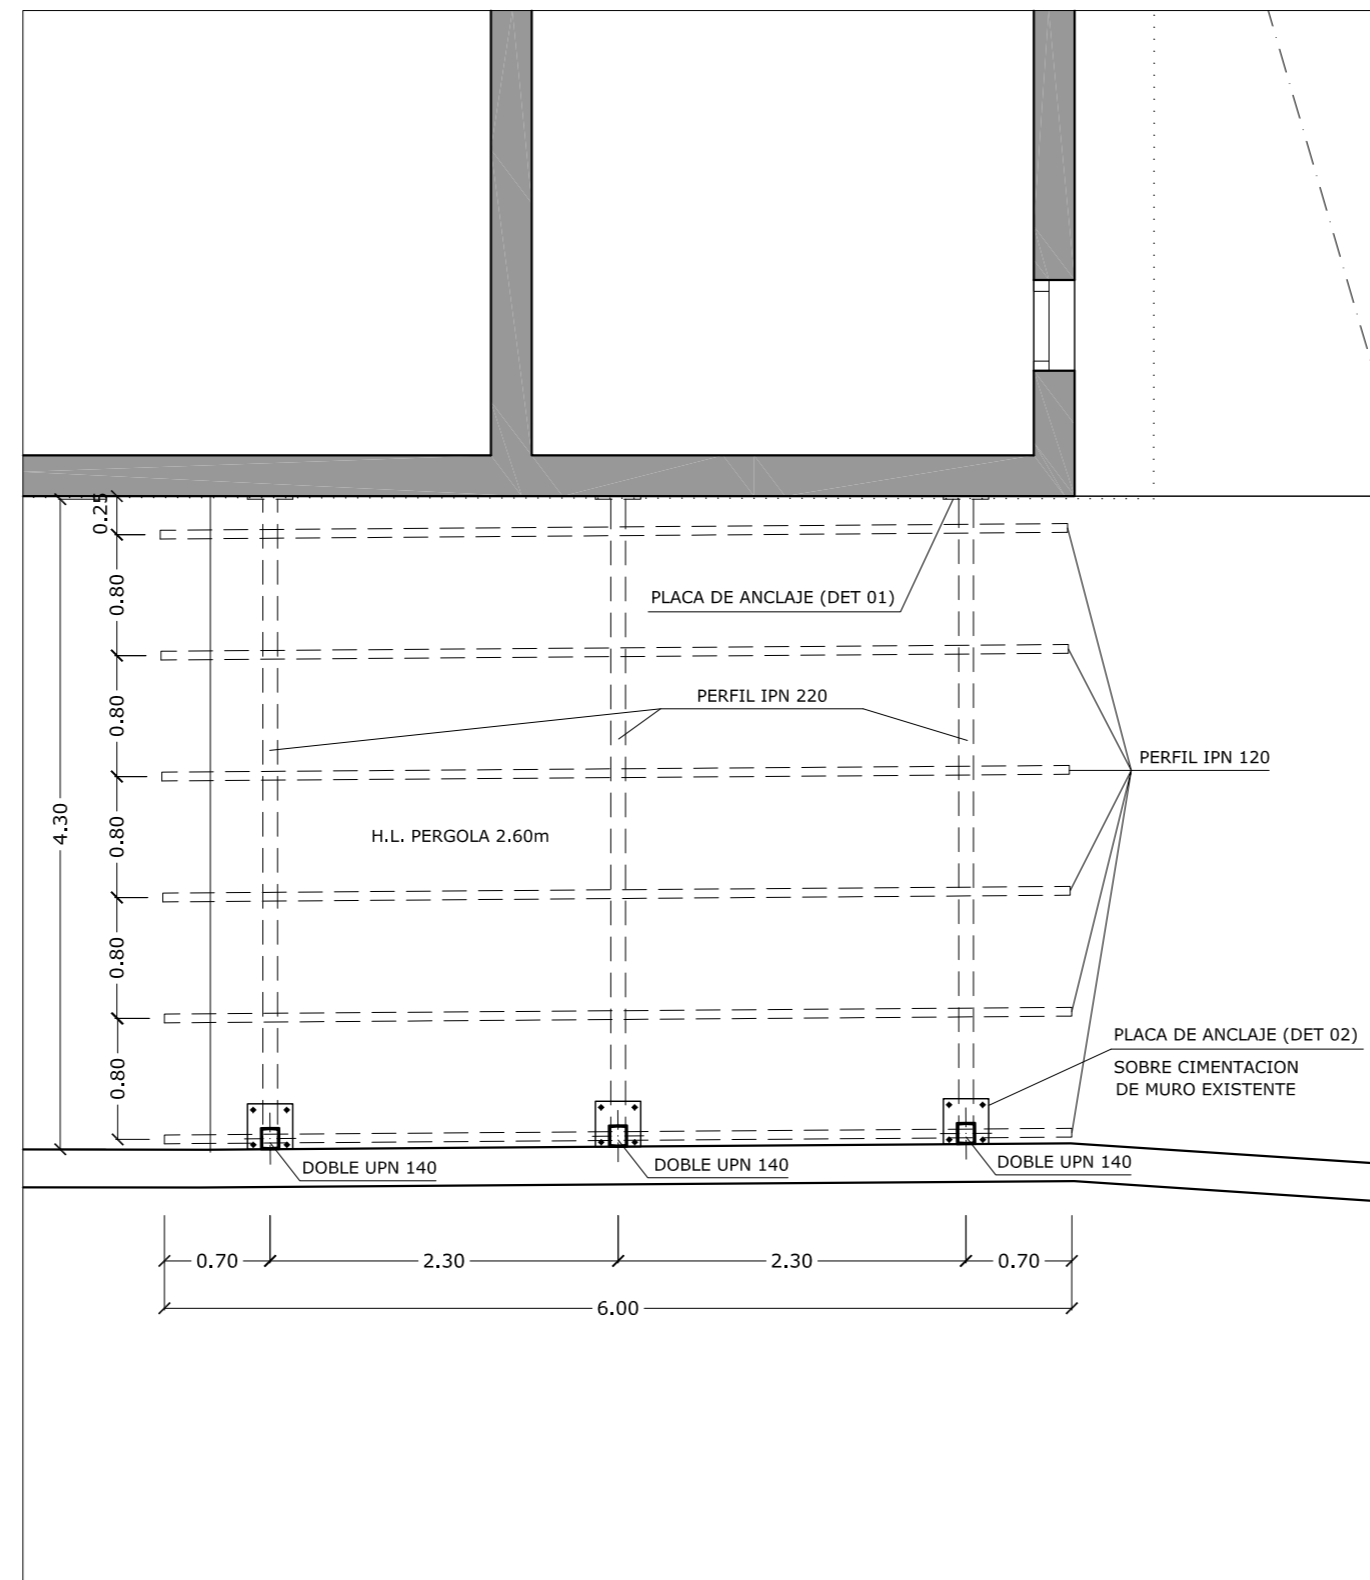 0.25
0.80
PLACA DE ANCLAJE (DET 01)
0.80
PERFIL IPN 220
PERFIL IPN 120
4.30
0.80
H.L. PERGOLA 2.60m
0.80
PLACA DE ANCLAJE (DET 02)
SOBRE CIMENTACION
DE MURO EXISTENTE
0.80
DOBLE UPN 140
DOBLE UPN 140
DOBLE UPN 140
0.70
2.30
2.30
0.70
6.00